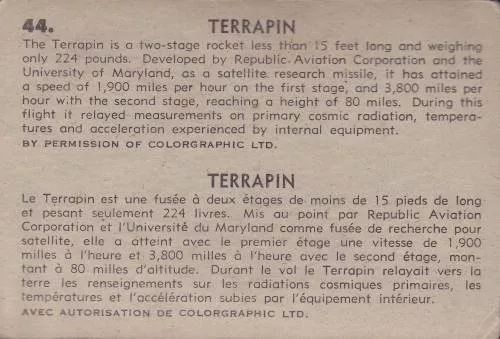 44.
TERRAPIN
The Terrapin is a two-stage rocket less than 15 feet long and weighing
only 224 pounds. Developed by Republic Aviation Corporation and the
University of Maryland, as a satellite research missile, it has attained
a speed of 1,900 miles per hour on the first stage, and 3,800 miles per
hour with the second stage, reaching a height of 80 miles. During this
flight it relayed measurements on primary cosmic radiation, tempera-
tures and acceleration experienced by internal equipment.
BY PERMISSION OF COLORGRAPHIC LTD.
TERRAPIN
Le Terrapin est une fusée à deux étages de moins de 15 pieds de long
et pesant seulement 224 livres. Mis au point par Republic Aviation
Corporation et l'Université du Maryland comme fusée de recherche pour
satellite, elle a atteint avec le premier étage une vitesse de 1,900
milles à l'heure et 3,800 milles à l'heure avec le second étage, mon-
tant à 80 milles d'altitude. Durant le vol le Terrapin relayait vers la
terre les renseignements sur les radiations cosmiques primaires, les
températures et l'accélération subies par l'équipement intérieur.
AVEC AUTORISATION DE COLORGRAPHIC LTD.